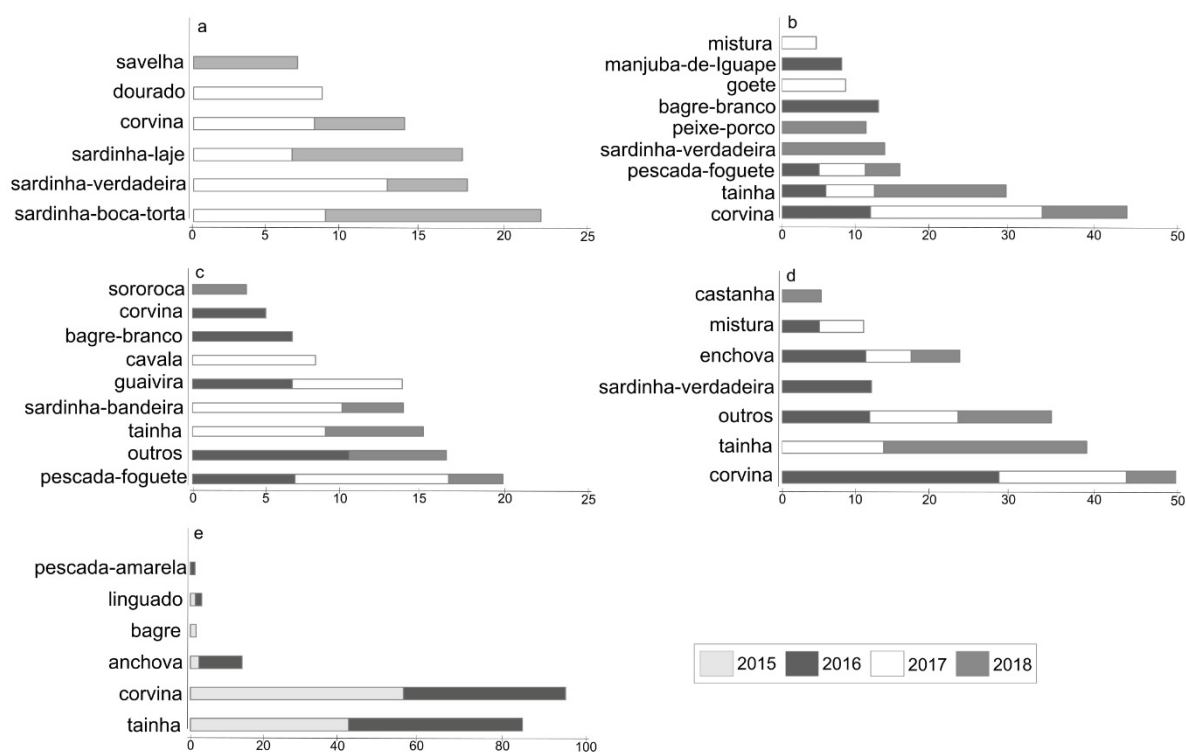 a
savelha
dourado
corvina
sardinha-laje
sardinha-verdadeira
sardinha-boca-torta
0 5 10 15 20 25
b
mistura
manjuba-de-Iguape
goete
bagre-branco
peixe-porco
sardinha-verdadeira
pescada-foguete
tainha
corvina
0 10 20 30 40 50
c
sororoca
corvina
bagre-branco
cavala
guaivira
sardinha-bandeira
tainha
outros
pescada-foguete
0 5 10 15 20 25
d
castanha
mistura
enchova
sardinha-verdadeira
outros
tainha
corvina
0 10 20 30 40 50
e
pescada-amarela
linguado
bagre
anchova
corvina
tainha
0 20 40 60 80 100
2015 2016 2017 2018